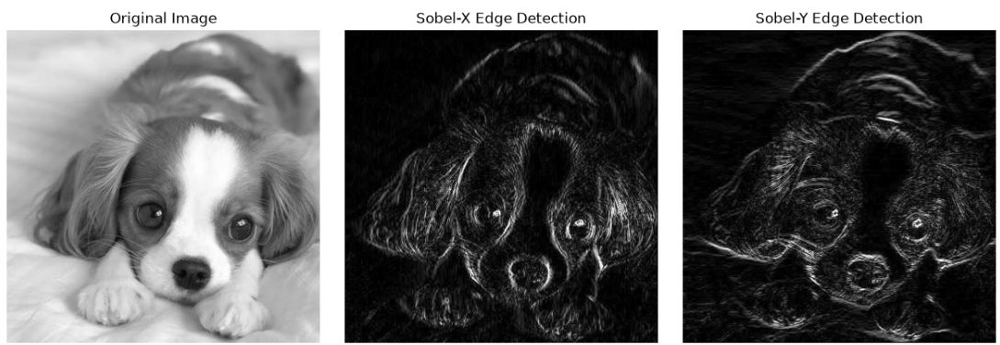 Original Image
Sobel-X Edge Detection
Sobel-Y Edge Detection